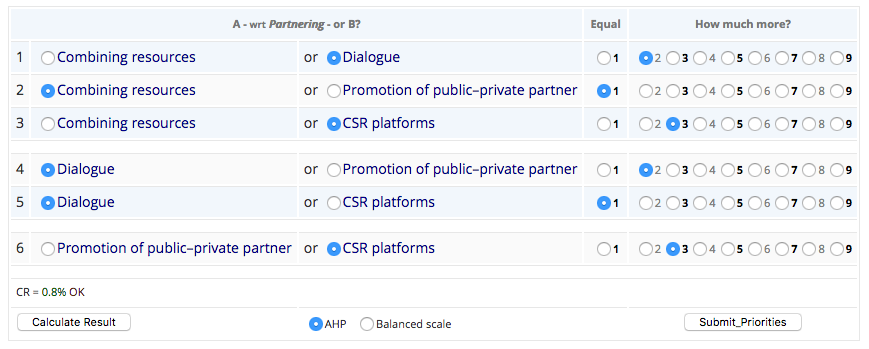 A - wrt Partnering - or B? Equal How much more?
1 Combining resources or Dialogue 1 2 3 4 5 6 7 8 9
2 Combining resources or Promotion of public–private partner 1 2 3 4 5 6 7 8 9
3 Combining resources or CSR platforms 1 2 3 4 5 6 7 8 9
4 Dialogue or Promotion of public–private partner 1 2 3 4 5 6 7 8 9
5 Dialogue or CSR platforms 1 2 3 4 5 6 7 8 9
6 Promotion of public–private partner or CSR platforms 1 2 3 4 5 6 7 8 9
CR = 0.8% OK
Calculate Result AHP Balanced scale Submit_Priorities